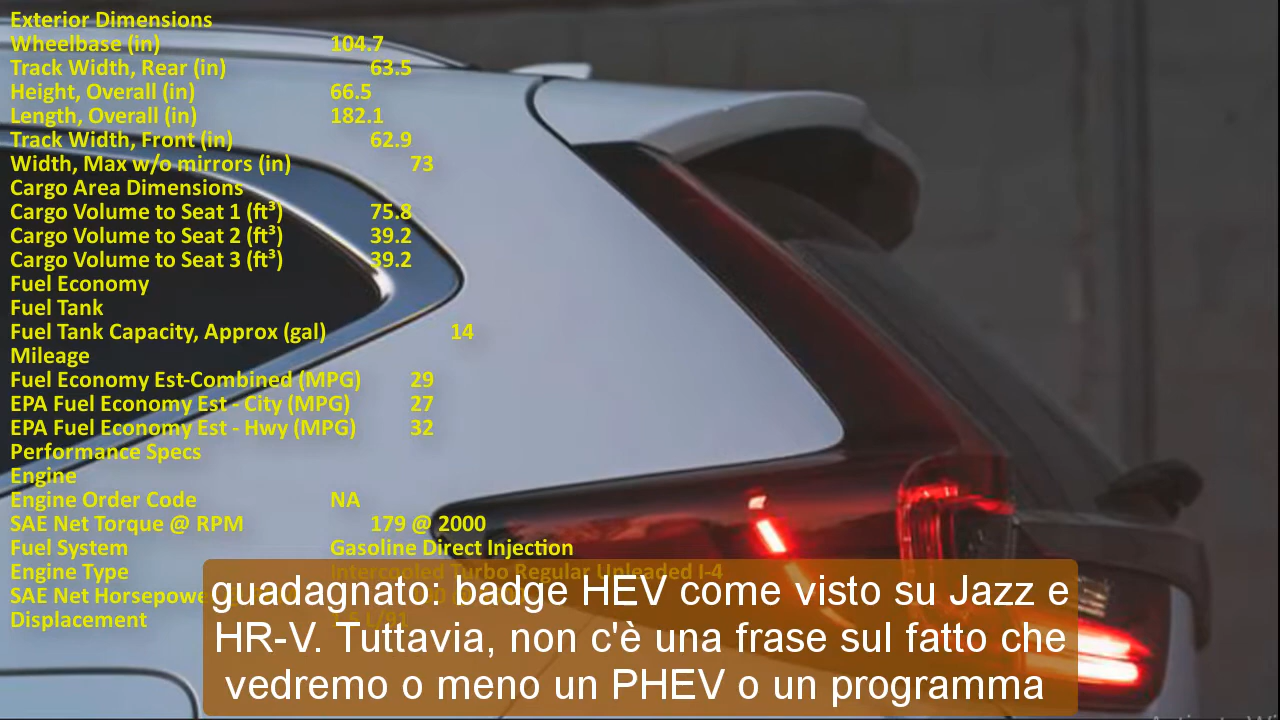 Exterior Dimensions
Wheelbase (in) 104.7
Track Width, Rear (in) 63.5
Height, Overall (in) 66.5
Length, Overall (in) 182.1
Track Width, Front (in) 62.9
Width, Max w/o mirrors (in) 73
Cargo Area Dimensions
Cargo Volume to Seat 1 (ft³) 75.8
Cargo Volume to Seat 2 (ft³) 39.2
Cargo Volume to Seat 3 (ft³) 39.2
Fuel Economy
Fuel Tank
Fuel Tank Capacity, Approx (gal) 14
Mileage
Fuel Economy Est-Combined (MPG) 29
EPA Fuel Economy Est - City (MPG) 27
EPA Fuel Economy Est - Hwy (MPG) 32
Performance Specs
Engine
Engine Order Code NA
SAE Net Torque @ RPM 179 @ 2000
Fuel System Gasoline Direct Injection
Engine Type Intercooled Turbo Regular Unleaded I-4
SAE Net
Displacement
guadagnato: badge HEV come visto su Jazz e
HR-V. Tuttavia, non c'è una frase sul fatto che
vedremo o meno un PHEV o un programma